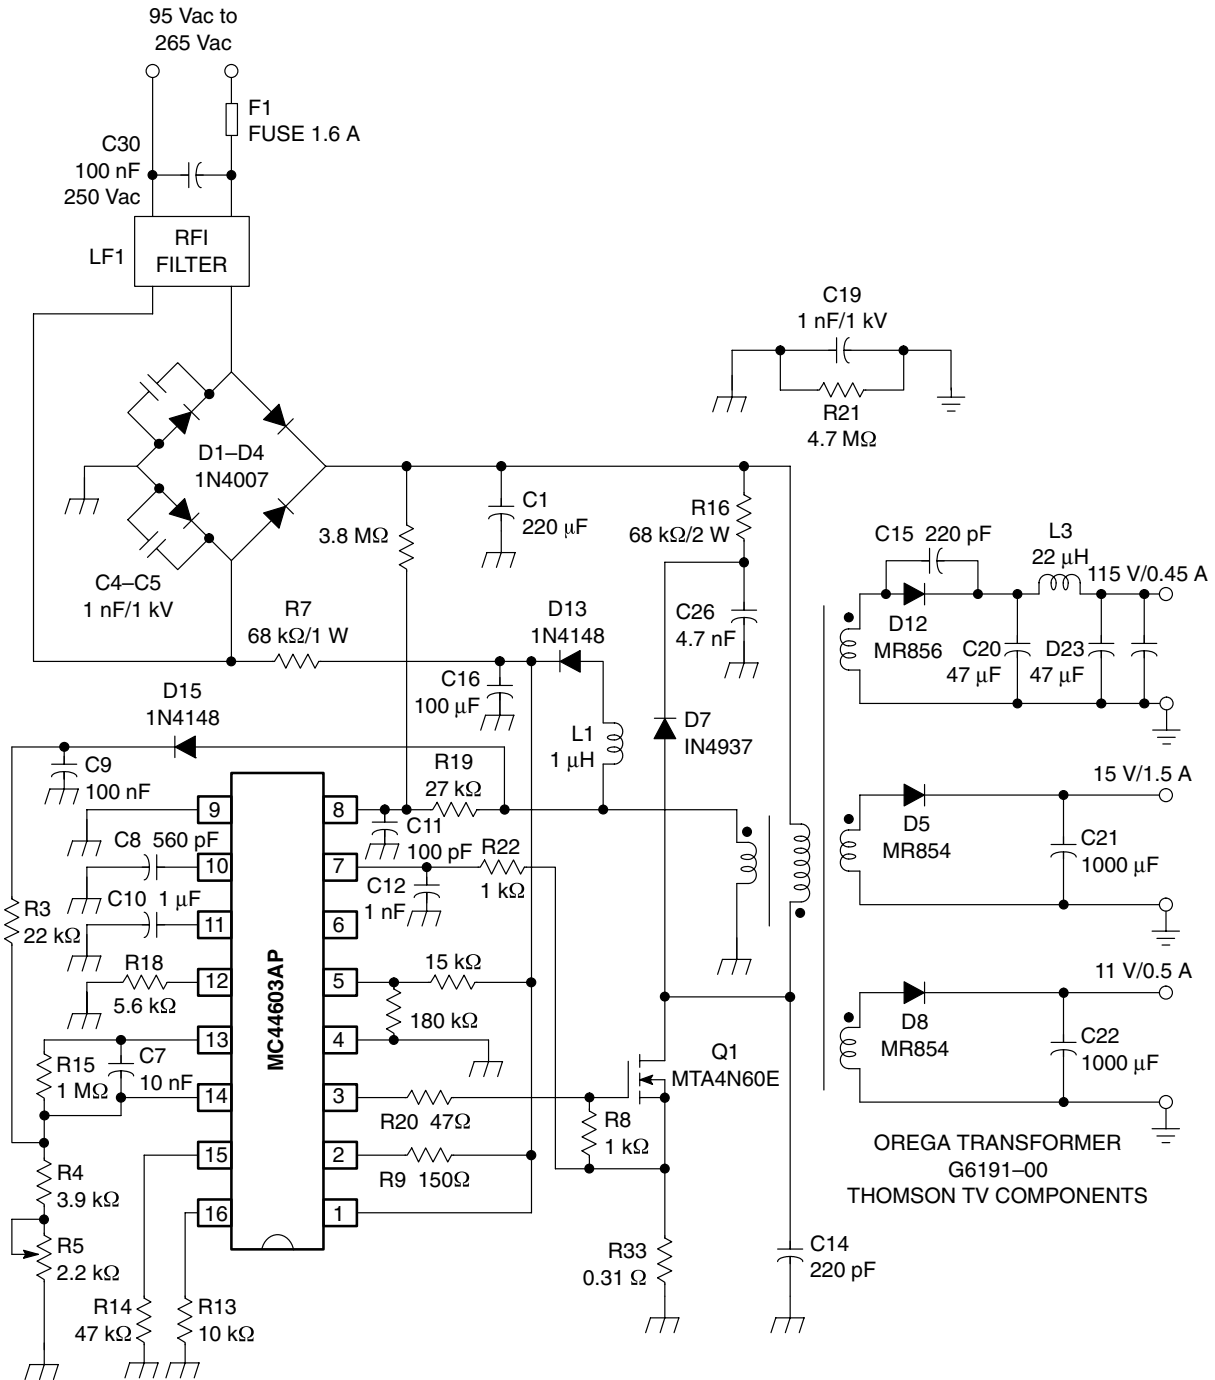 95 Vac to
265 Vac
F1
FUSE 1.6 A
C30
100 nF
250 Vac
LF1
RFI
FILTER
C19
1 nF/1 kV
R21
4.7 MΩ
D1–D4
1N4007
C4–C5
1 nF/1 kV
3.8 MΩ
C1
220 µF
R16
68 kΩ/2 W
C26
4.7 nF
R7
68 kΩ/1 W
D13
1N4148
C16
100 µF
L1
1 µH
D7
IN4937
D15
1N4148
C9
100 nF
R19
27 kΩ
C11
100 pF
R22
1 kΩ
C12
1 nF
C8 560 pF
C10 1 µF
R3
22 kΩ
R18
5.6 kΩ
15 kΩ
180 kΩ
R15
1 MΩ
C7
10 nF
MC44603AP
9
10
11
12
13
14
15
16
8
7
6
5
4
3
2
1
R20 47Ω
R9 150Ω
R8
1 kΩ
Q1
MTA4N60E
R4
3.9 kΩ
R5
2.2 kΩ
R14
47 kΩ
R13
10 kΩ
R33
0.31 Ω
C14
220 pF
C15 220 pF
L3
22 µH
115 V/0.45 A
D12
MR856
C20
47 µF
D23
47 µF
15 V/1.5 A
D5
MR854
C21
1000 µF
11 V/0.5 A
D8
MR854
C22
1000 µF
OREGA TRANSFORMER
G6191–00
THOMSON TV COMPONENTS